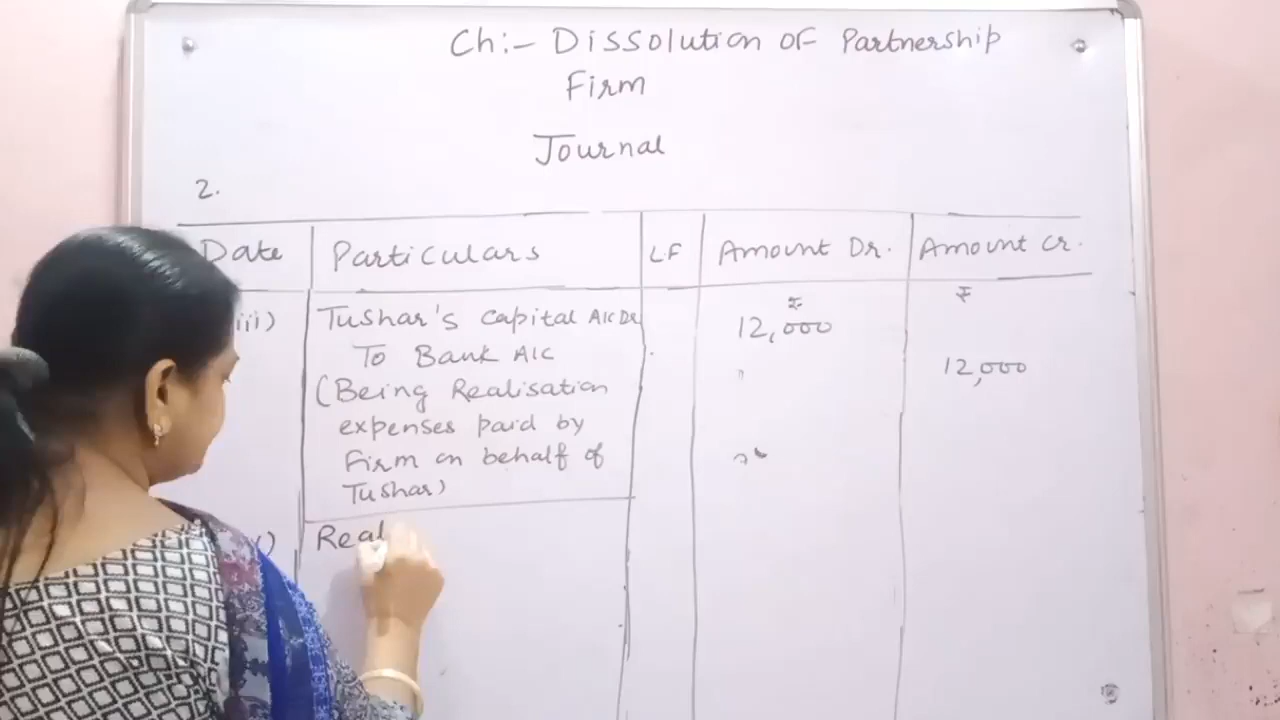 Ch:- Dissolution of Partnership
Firm
Journal
2.
Date Particulars LF Amount Dr. Amount Cr.
₹ ₹
iii) Tushar's Capital A/c Dr 12,000
To Bank A/c 12,000
(Being Realisation
expenses paid by
Firm on behalf of
Tushar)
Real